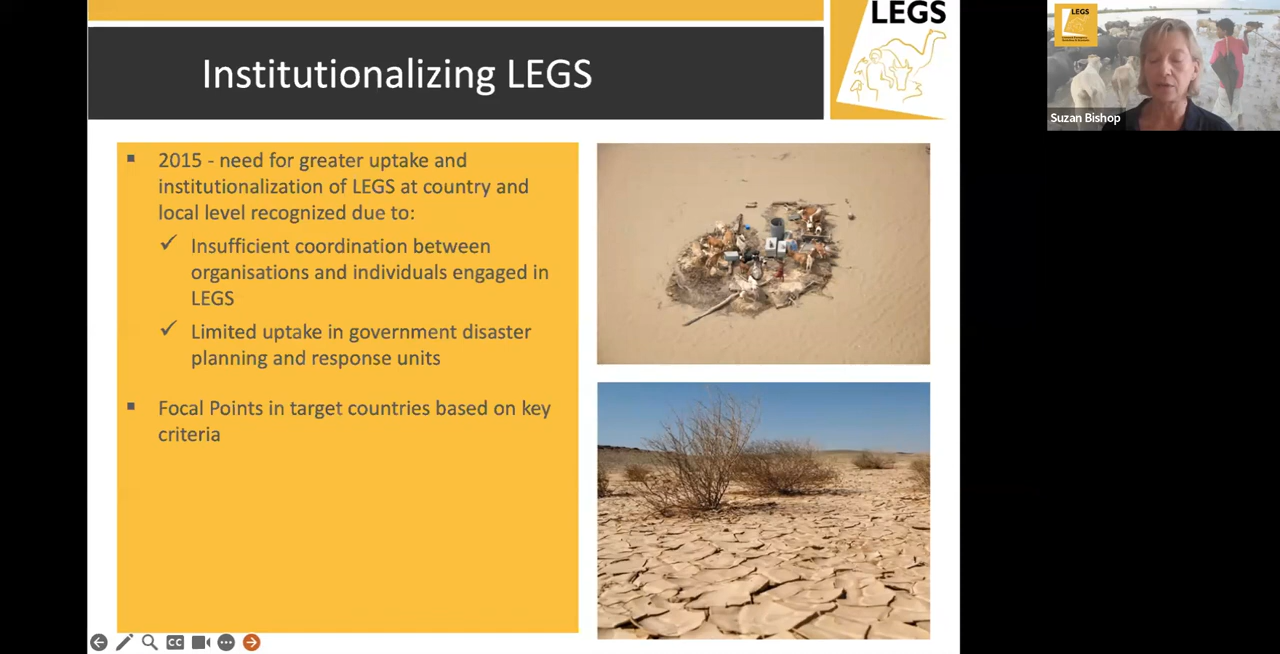 LEGS
Institutionalizing LEGS
2015 - need for greater uptake and
institutionalization of LEGS at country and
local level recognized due to:
Insufficient coordination between
organisations and individuals engaged in
LEGS
Limited uptake in government disaster
planning and response units
Focal Points in target countries based on key
criteria
CC
LEGS
Suzan Bishop